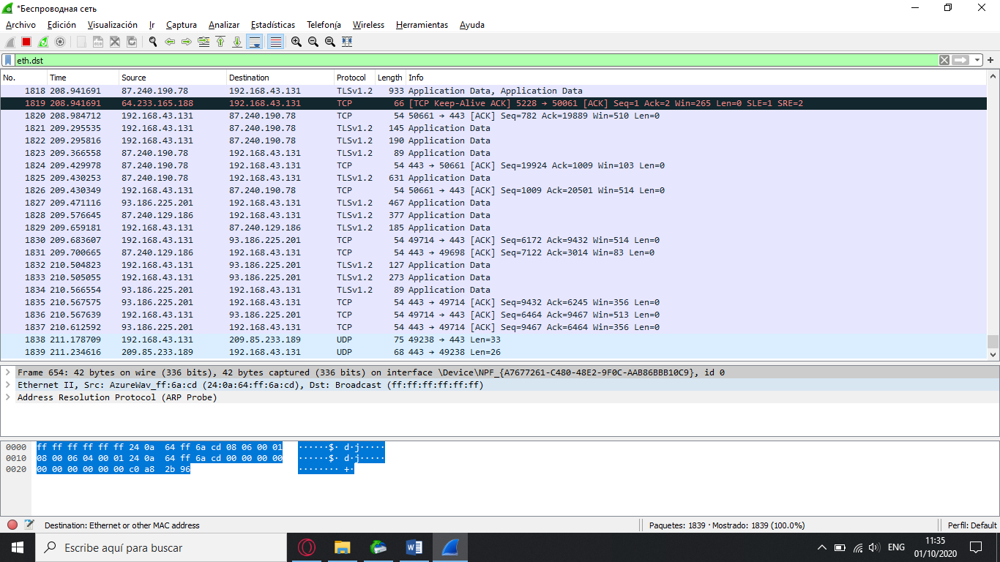 *Беспроводная сеть
Archivo Edición Visualización Ir Captura Analizar Estadísticas Telefonía Wireless Herramientas Ayuda
eth.dst
No. Time Source Destination Protocol Length Info
1818 208.941691 87.240.190.78 192.168.43.131 TLSv1.2 933 Application Data, Application Data
1819 208.941691 64.233.165.188 192.168.43.131 TCP 66 [TCP Keep-Alive ACK] 5228 → 50061 [ACK] Seq=1 Ack=2 Win=265 Len=0 SLE=1 SRE=2
1820 208.984712 192.168.43.131 87.240.190.78 TCP 54 50661 → 443 [ACK] Seq=782 Ack=19889 Win=510 Len=0
1821 209.295535 192.168.43.131 87.240.190.78 TLSv1.2 145 Application Data
1822 209.295816 192.168.43.131 87.240.190.78 TLSv1.2 190 Application Data
1823 209.366558 87.240.190.78 192.168.43.131 TLSv1.2 89 Application Data
1824 209.429978 87.240.190.78 192.168.43.131 TCP 54 443 → 50661 [ACK] Seq=19924 Ack=1009 Win=103 Len=0
1825 209.430253 87.240.190.78 192.168.43.131 TLSv1.2 631 Application Data
1826 209.430349 192.168.43.131 87.240.190.78 TCP 54 50661 → 443 [ACK] Seq=1009 Ack=20501 Win=514 Len=0
1827 209.471116 93.186.225.201 192.168.43.131 TLSv1.2 467 Application Data
1828 209.576645 87.240.129.186 192.168.43.131 TLSv1.2 377 Application Data
1829 209.659181 192.168.43.131 87.240.129.186 TLSv1.2 185 Application Data
1830 209.683607 192.168.43.131 93.186.225.201 TCP 54 49714 → 443 [ACK] Seq=6172 Ack=9432 Win=514 Len=0
1831 209.700665 87.240.129.186 192.168.43.131 TCP 54 443 → 49698 [ACK] Seq=7122 Ack=3014 Win=83 Len=0
1832 210.504823 192.168.43.131 93.186.225.201 TLSv1.2 127 Application Data
1833 210.505055 192.168.43.131 93.186.225.201 TLSv1.2 273 Application Data
1834 210.566554 93.186.225.201 192.168.43.131 TLSv1.2 89 Application Data
1835 210.567575 93.186.225.201 192.168.43.131 TCP 54 443 → 49714 [ACK] Seq=9432 Ack=6245 Win=356 Len=0
1836 210.567639 192.168.43.131 93.186.225.201 TCP 54 49714 → 443 [ACK] Seq=6464 Ack=9467 Win=513 Len=0
1837 210.612592 93.186.225.201 192.168.43.131 TCP 54 443 → 49714 [ACK] Seq=9467 Ack=6464 Win=356 Len=0
1838 211.178709 192.168.43.131 209.85.233.189 UDP 75 49238 → 443 Len=33
1839 211.234616 209.85.233.189 192.168.43.131 UDP 68 443 → 49238 Len=26
Frame 654: 42 bytes on wire (336 bits), 42 bytes captured (336 bits) on interface \Device\NPF_{A7677261-C480-48E2-9F0C-AAB86BBB10C9}, id 0
Ethernet II, Src: AzureWav_ff:6a:cd (24:0a:64:ff:6a:cd), Dst: Broadcast (ff:ff:ff:ff:ff:ff)
Address Resolution Protocol (ARP Probe)
0000 ff ff ff ff ff ff 24 0a 64 ff 6a cd 08 06 00 01 ······$· d·j·····
0010 08 00 06 04 00 01 24 0a 64 ff 6a cd 00 00 00 00 ······$· d·j·····
0020 00 00 00 00 00 00 c0 a8 2b 96 ········ +·
Destination: Ethernet or other MAC address Paquetes: 1839 · Mostrado: 1839 (100.0%) Perfil: Default
Escribe aquí para buscar
ENG
11:35
01/10/2020